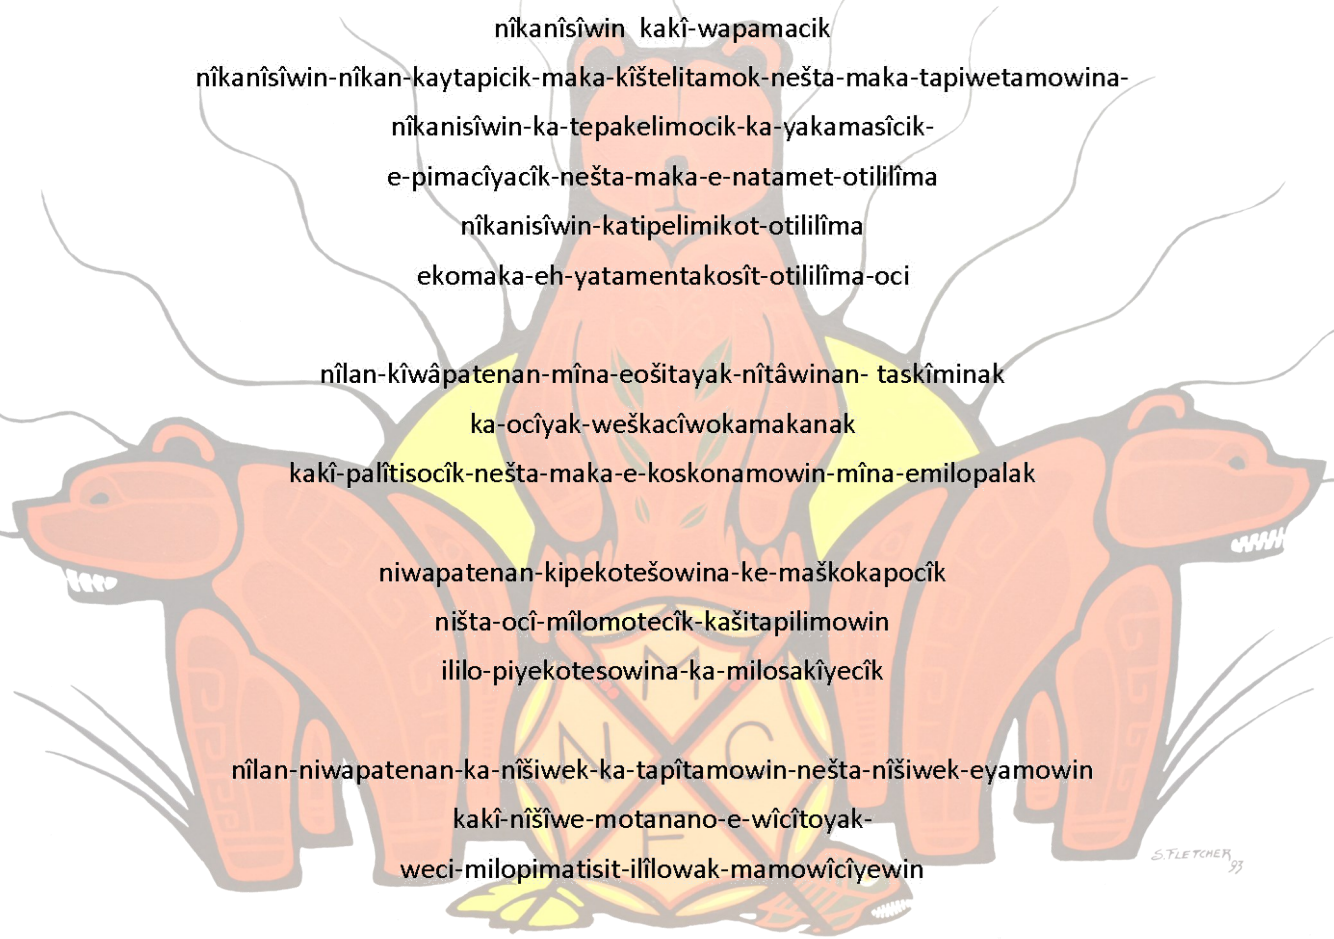 nîkanîsîwin kakî-wapamacik
nîkanîsîwin-nîkan-kaytapicik-maka-kîštelitamok-nešta-maka-tapiwetamowina-
nîkanisîwin-ka-tepakelimocik-ka-yakamasîcik-
e-pimacîyacîk-nešta-maka-e-natamet-otililîma
nîkanisîwin-katipelimikot-otililîma
ekomaka-eh-yatamentakosît-otililîma-oci
nîlan-kîwâpatenan-mîna-eošitayak-nîtâwinan- taskîminak
ka-ocîyak-weškacîwokamakanak
kakî-palîtisocîk-nešta-maka-e-koskonamowin-mîna-emilopalak
niwapatenan-kipekotešowina-ke-maškokapocîk
ništa-ocî-mîlomotecîk-kašitapilimowin
ililo-piyekotesowina-ka-milosakîyecîk
nîlan-niwapatenan-ka-nîšiwek-ka-tapîtamowin-nešta-nîšiwek-eyamowin
kakî-nîšîwe-motanano-e-wîcîtoyak-
weci-milopimatisit-ilîlowak-mamowîcîyewin
M
N C
F
S. FLETCHER 93